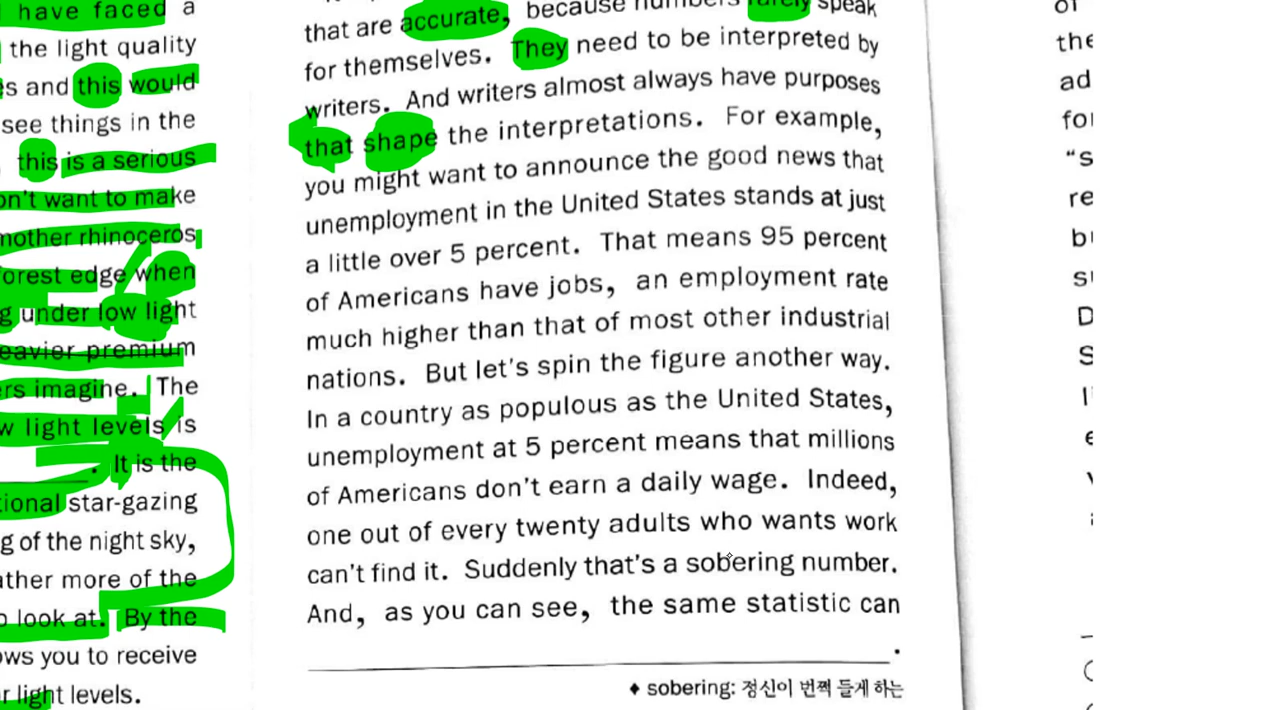 have faced a
the light quality
s and this would
see things in the
this is a serious
n't want to make
mother rhinoceros
forest edge when
g under low light
heavier premium
ers imagine. The
w light levels is
. It is the
tional star-gazing
g of the night sky,
ather more of the
o look at. By the
ows you to receive
r light levels.
that are accurate, because numbers rarely speak
for themselves. They need to be interpreted by
writers. And writers almost always have purposes
that shape the interpretations. For example,
you might want to announce the good news that
unemployment in the United States stands at just
a little over 5 percent. That means 95 percent
of Americans have jobs, an employment rate
much higher than that of most other industrial
nations. But let's spin the figure another way.
In a country as populous as the United States,
unemployment at 5 percent means that millions
of Americans don't earn a daily wage. Indeed,
one out of every twenty adults who wants work
can't find it. Suddenly that's a sobering number.
And, as you can see, the same statistic can
.
♦ sobering: 정신이 번쩍 들게 하는
of
the
ad
for
“s
re
b
s
D
S
l
e